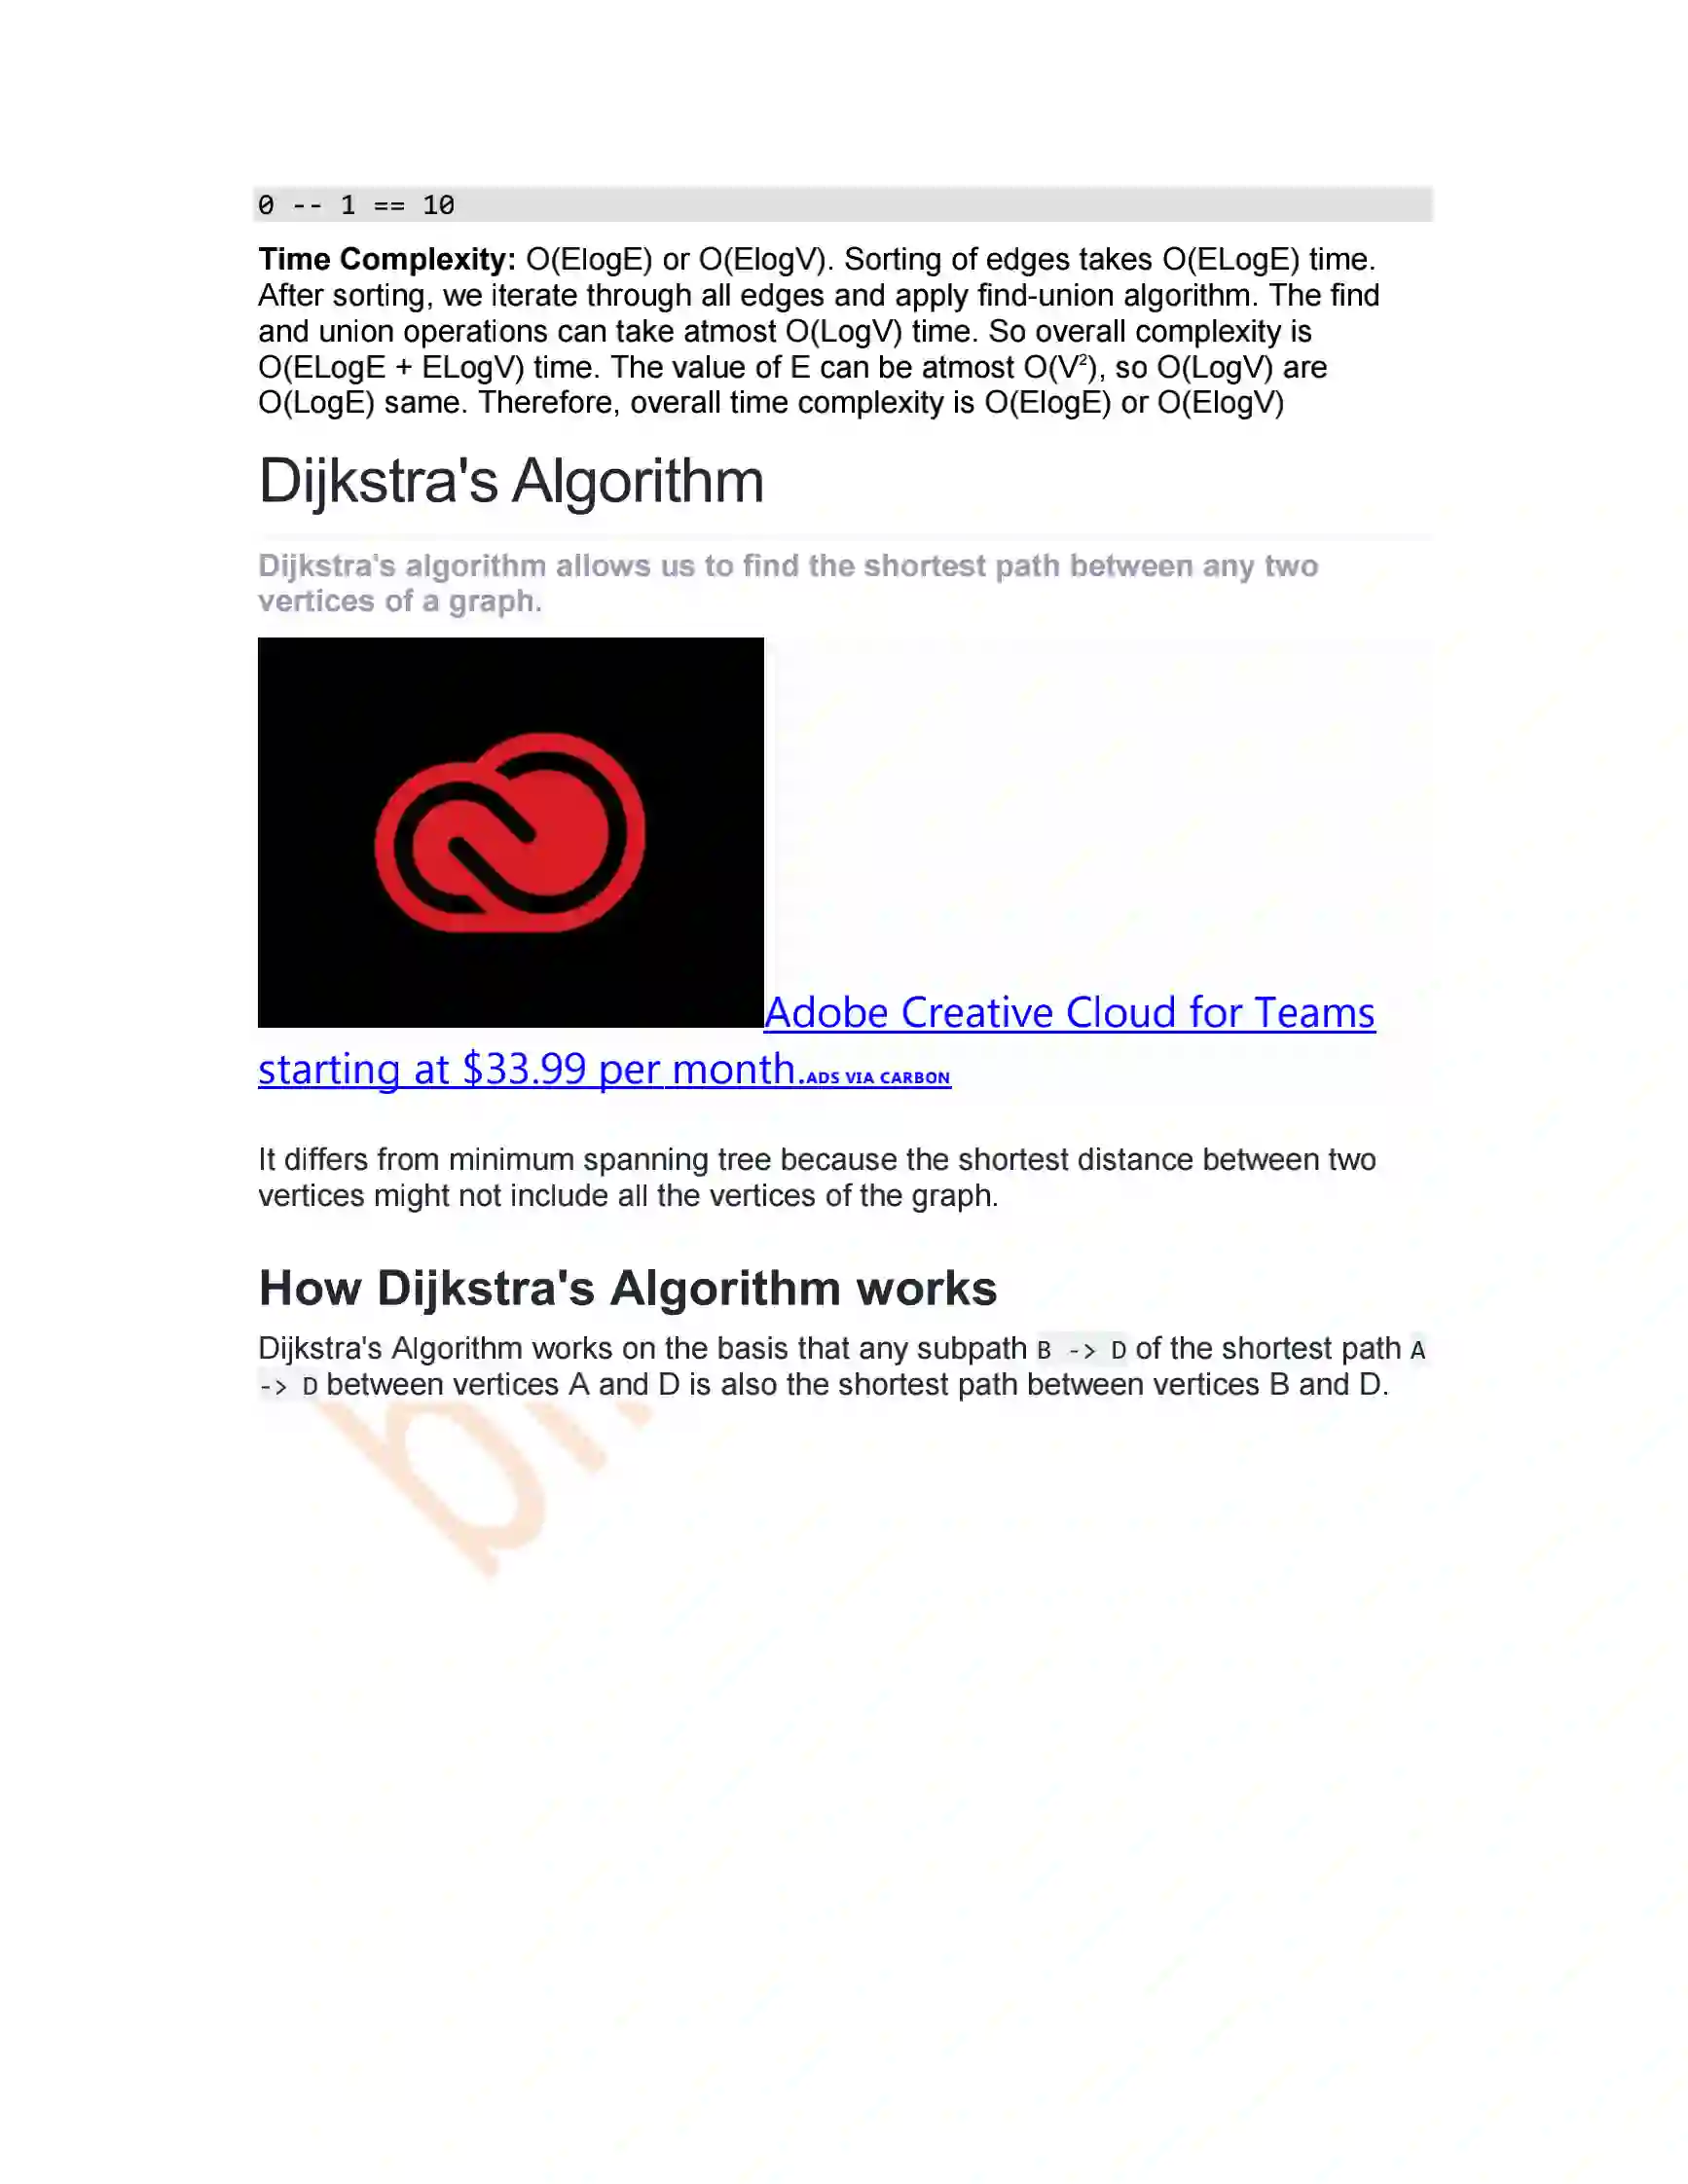 0 -- 1 == 10
Time Complexity: O(ElogE) or O(ElogV). Sorting of edges takes O(ELogE) time.
After sorting, we iterate through all edges and apply find-union algorithm. The find
and union operations can take atmost O(LogV) time. So overall complexity is
O(ELogE + ELogV) time. The value of E can be atmost O(V²), so O(LogV) are
O(LogE) same. Therefore, overall time complexity is O(ElogE) or O(ElogV)
Dijkstra's Algorithm
Dijkstra's algorithm allows us to find the shortest path between any two
vertices of a graph.
Adobe Creative Cloud for Teams
starting at $33.99 per month.ADS VIA CARBON
It differs from minimum spanning tree because the shortest distance between two
vertices might not include all the vertices of the graph.
How Dijkstra's Algorithm works
Dijkstra's Algorithm works on the basis that any subpath B -> D of the shortest path A
-> D between vertices A and D is also the shortest path between vertices B and D.